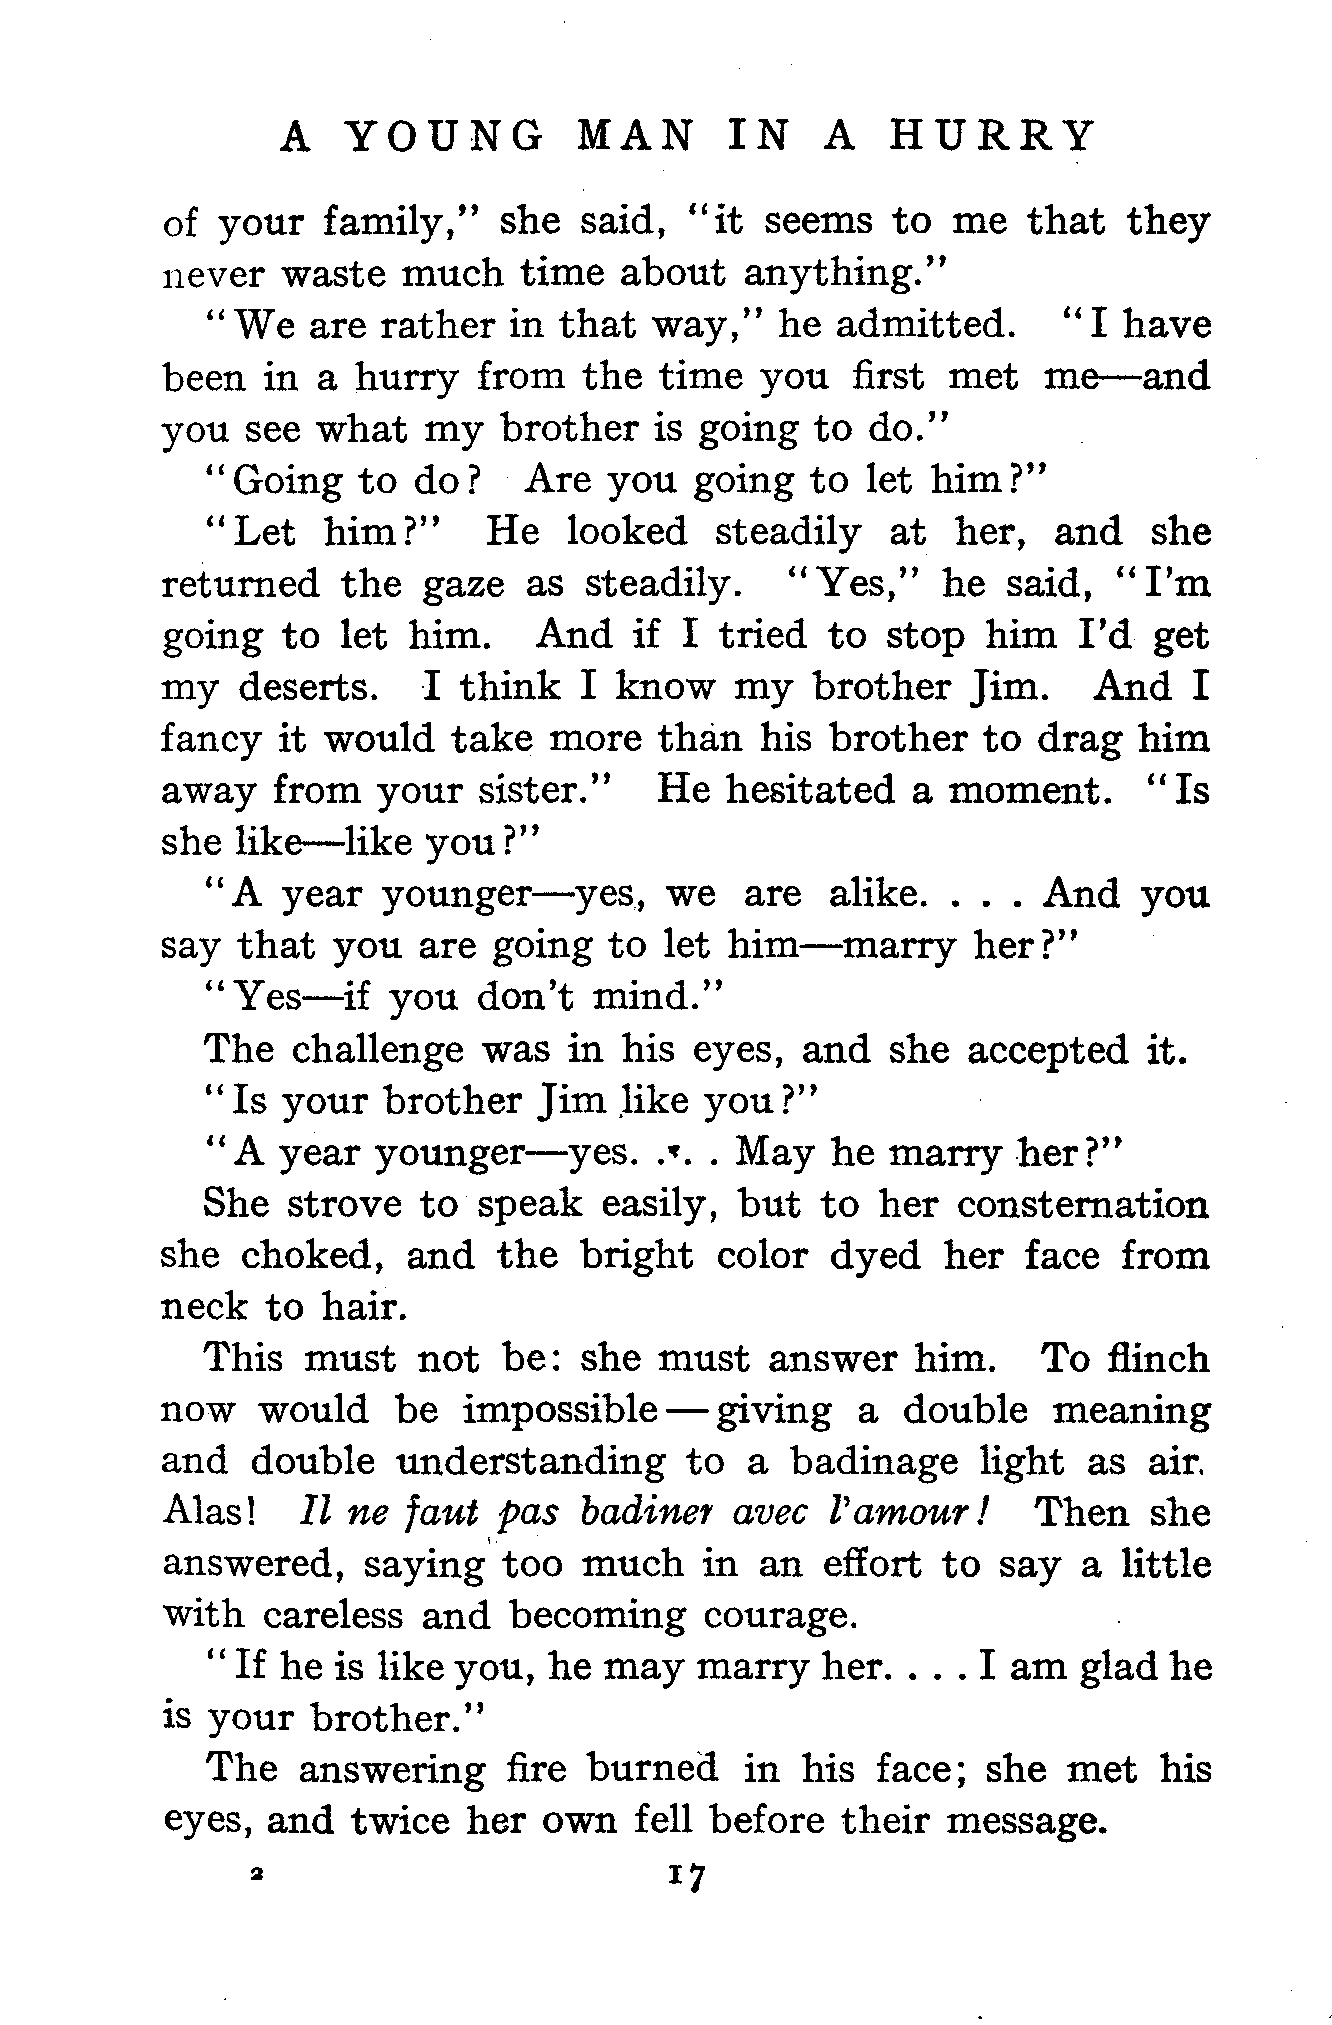 A YOUNG MAN IN A HURRY
of your family,” she said, “it seems to me that they
never waste much time about anything.”
“We are rather in that way,” he admitted. “I have
been in a hurry from the time you first met me—and
you see what my brother is going to do.”
“Going to do? Are you going to let him?”
“Let him?” He looked steadily at her, and she
returned the gaze as steadily. “Yes,” he said, “I’m
going to let him. And if I tried to stop him I’d get
my deserts. I think I know my brother Jim. And I
fancy it would take more than his brother to drag him
away from your sister.” He hesitated a moment. “Is
she like—like you?”
“A year younger—yes, we are alike. . . . And you
say that you are going to let him—marry her?”
“Yes—if you don’t mind.”
The challenge was in his eyes, and she accepted it.
“Is your brother Jim like you?”
“A year younger—yes. . . . May he marry her?”
She strove to speak easily, but to her consternation
she choked, and the bright color dyed her face from
neck to hair.
This must not be: she must answer him. To flinch
now would be impossible—giving a double meaning
and double understanding to a badinage light as air.
Alas! Il ne faut pas badiner avec l’amour! Then she
answered, saying too much in an effort to say a little
with careless and becoming courage.
“If he is like you, he may marry her. . . . I am glad he
is your brother.”
The answering fire burned in his face; she met his
eyes, and twice her own fell before their message.
2 17